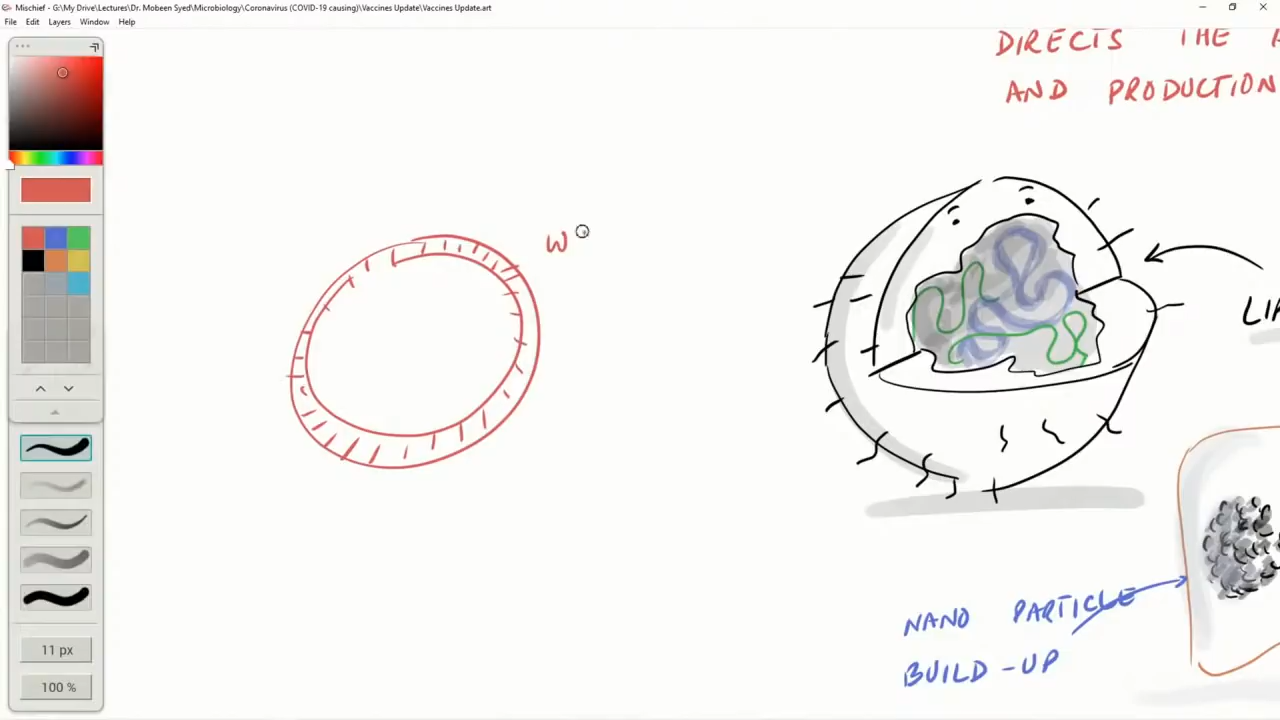 Mischief - G:\My Drive\Lectures\Dr. Mobeen Syed\Microbiology\Coronavirus (COVID-19 causing)\Vaccines Update\Vaccines Update.art
File Edit Layers Window Help
DIRECTS THE
AND PRODUCTION
W
LIP
NANO PARTICLE
BUILD-UP
11 px
100 %